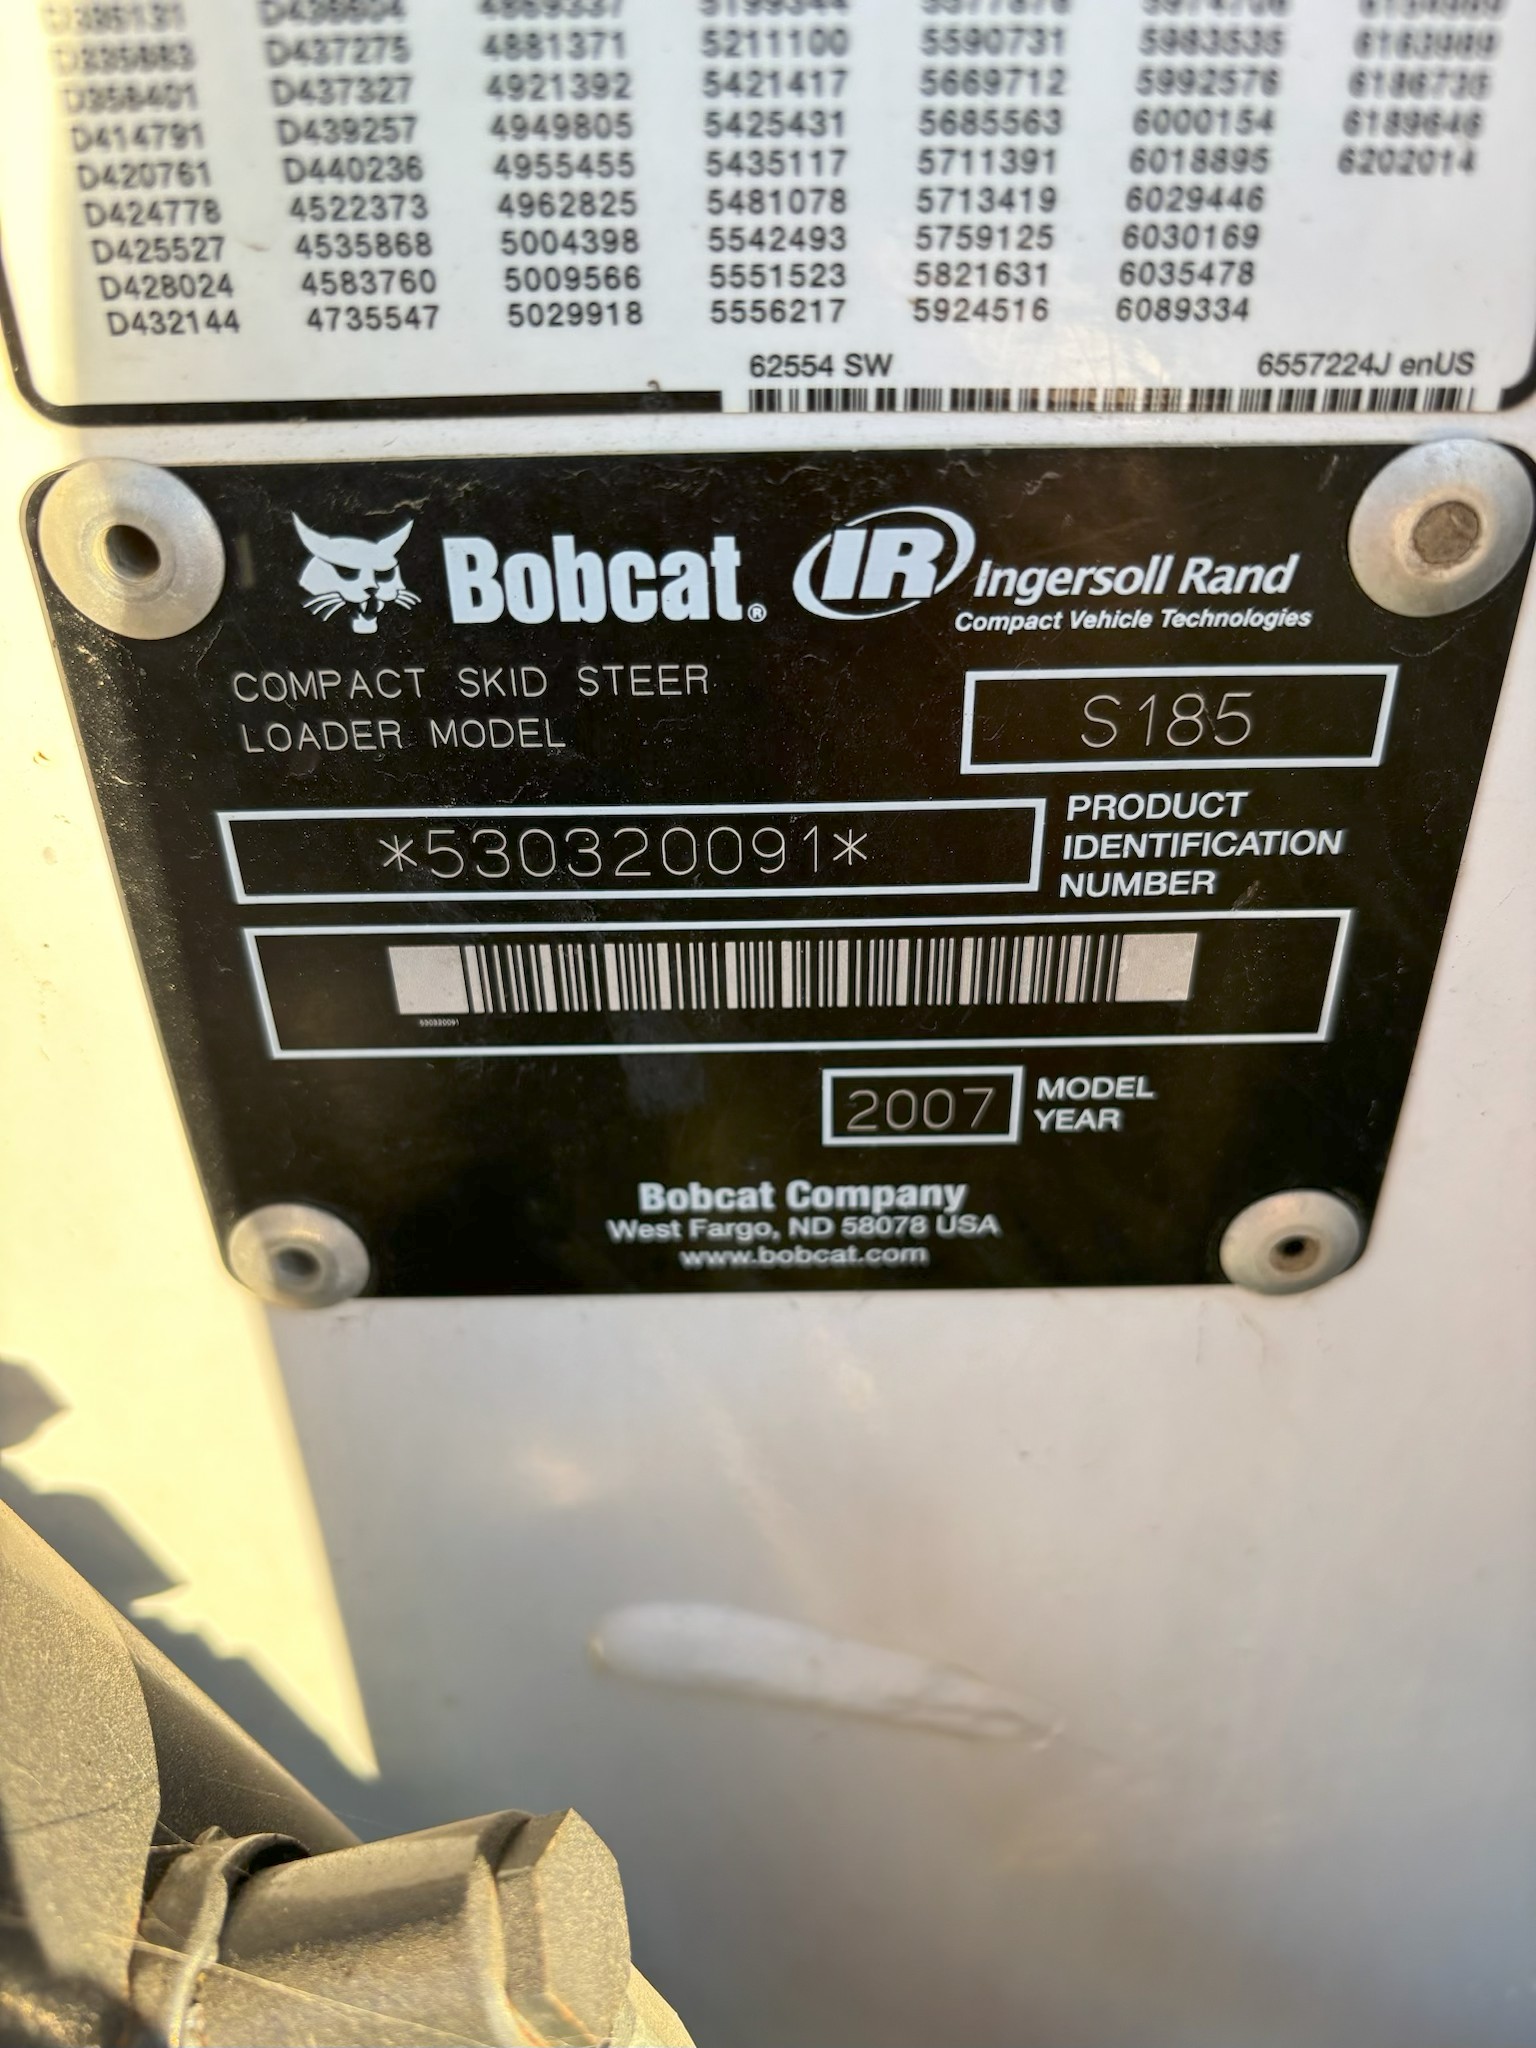 D437275 4881371 5211100 5590731 5983535 6163989
D437327 4921392 5421417 5669712 5992576 6186735
D414791 D439257 4949805 5425431 5685563 6000154 6189646
D420761 D440236 4955455 5435117 5711391 6018895 6202014
D424778 4522373 4962825 5481078 5713419 6029446
D425527 4535868 5004398 5542493 5759125 6030169
D428024 4583760 5009566 5551523 5821631 6035478
D432144 4735547 5029918 5556217 5924516 6089334
62554 SW 6557224J enUS
Bobcat® IR Ingersoll Rand
Compact Vehicle Technologies
COMPACT SKID STEER
LOADER MODEL
S185
*530320091*
PRODUCT
IDENTIFICATION
NUMBER
530320091
2007
MODEL
YEAR
Bobcat Company
West Fargo, ND 58078 USA
www.bobcat.com